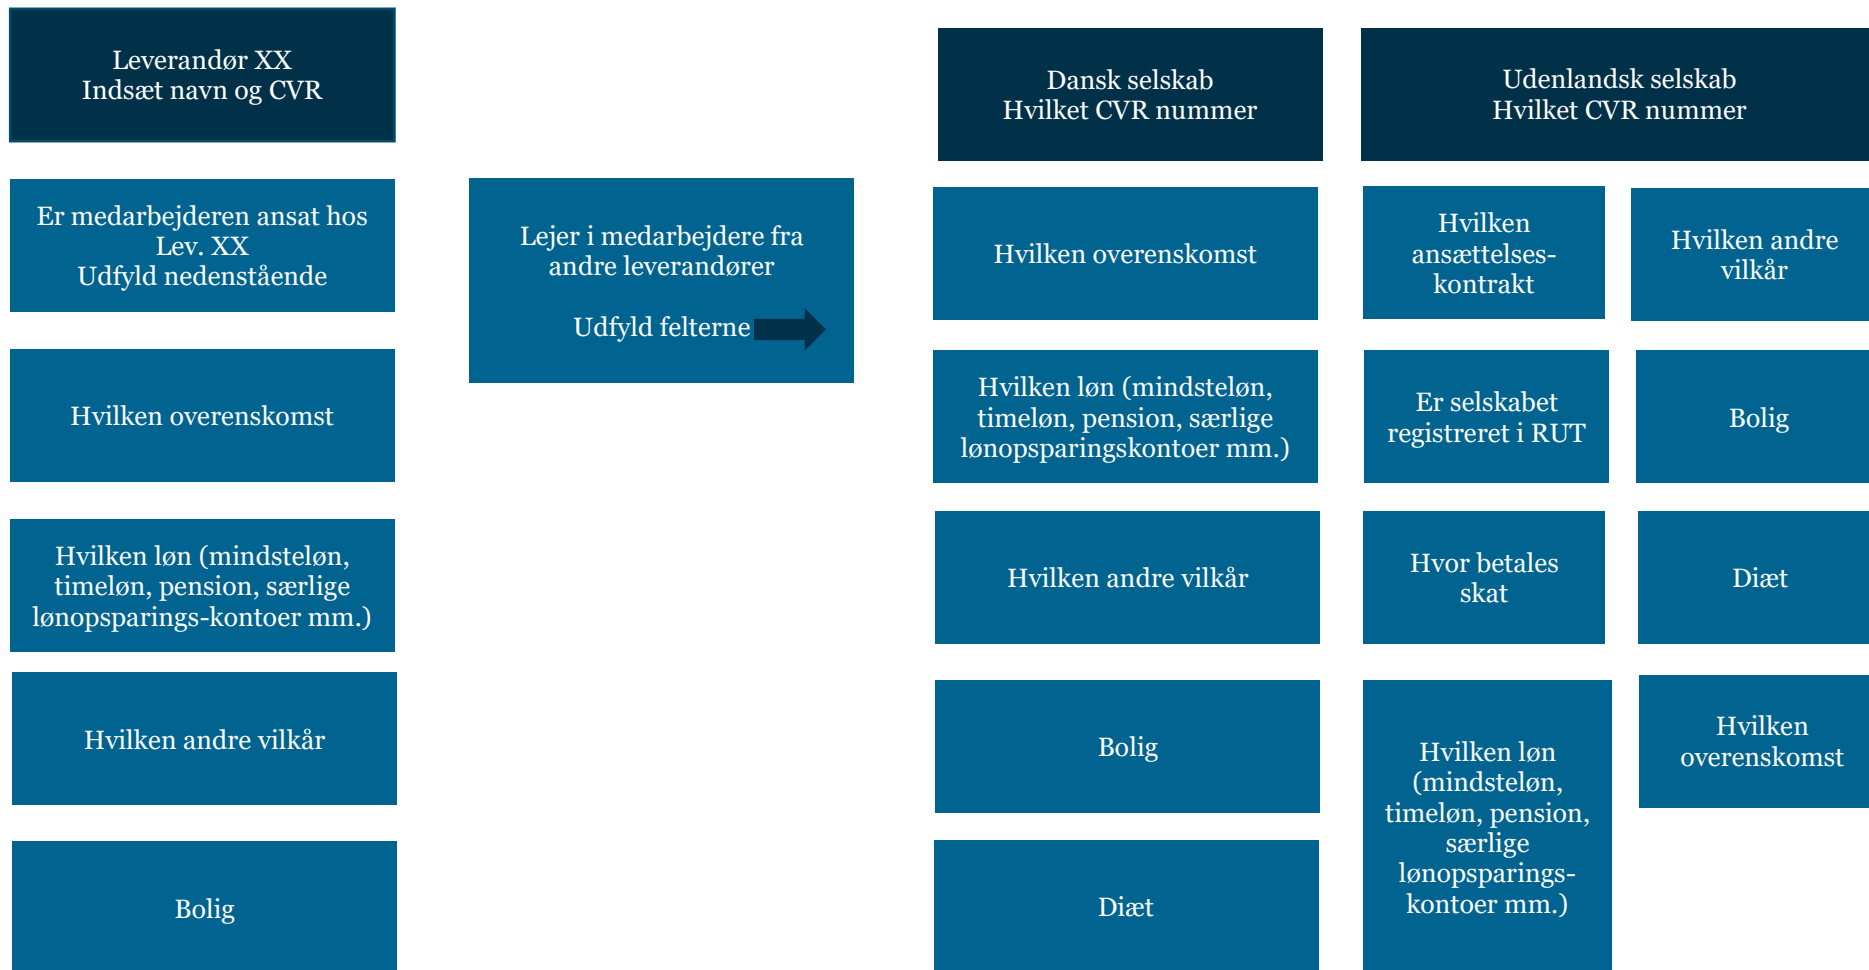 Leverandør XX
Indsæt navn og CVR
Er medarbejderen ansat hos
Lev. XX
Udfyld nedenstående
Hvilken overenskomst
Hvilken løn (mindsteløn,
timeløn, pension, særlige
lønopsparings-kontoer mm.)
Hvilken andre vilkår
Bolig
Lejer i medarbejdere fra
andre leverandører
Udfyld felterne
Dansk selskab
Hvilket CVR nummer
Hvilken overenskomst
Hvilken løn (mindsteløn,
timeløn, pension, særlige
lønopsparingskontoer mm.)
Hvilken andre vilkår
Bolig
Diæt
Udenlandsk selskab
Hvilket CVR nummer
Hvilken
ansættelses-
kontrakt
Er selskabet
registreret i RUT
Hvor betales
skat
Hvilken løn
(mindsteløn,
timeløn, pension,
særlige
lønopsparings-
kontoer mm.)
Hvilken andre
vilkår
Bolig
Diæt
Hvilken
overenskomst